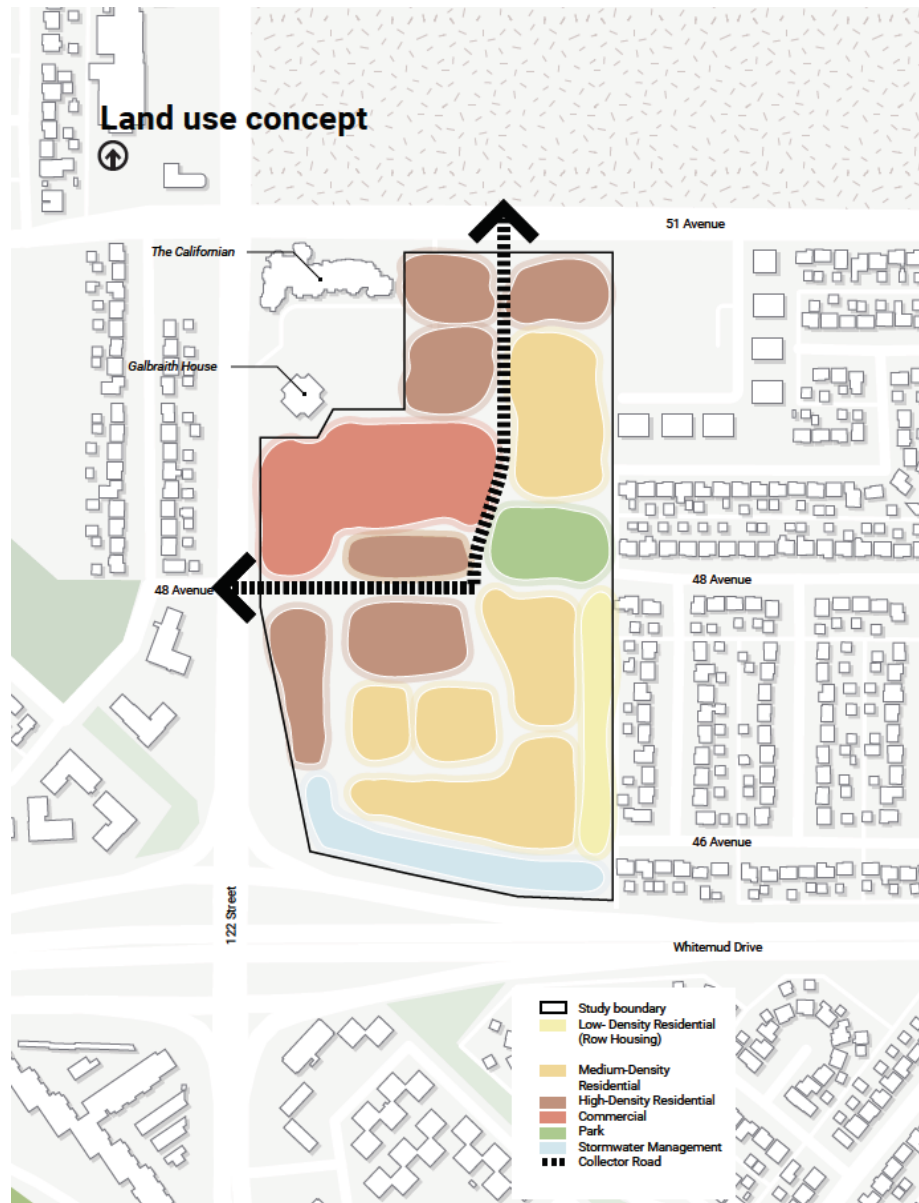 Land use concept
51 Avenue
The Californian
Galbraith House
48 Avenue
48 Avenue
46 Avenue
122 Street
Whitemud Drive
Study boundary
Low- Density Residential
(Row Housing)
Medium-Density
Residential
High-Density Residential
Commercial
Park
Stormwater Management
Collector Road